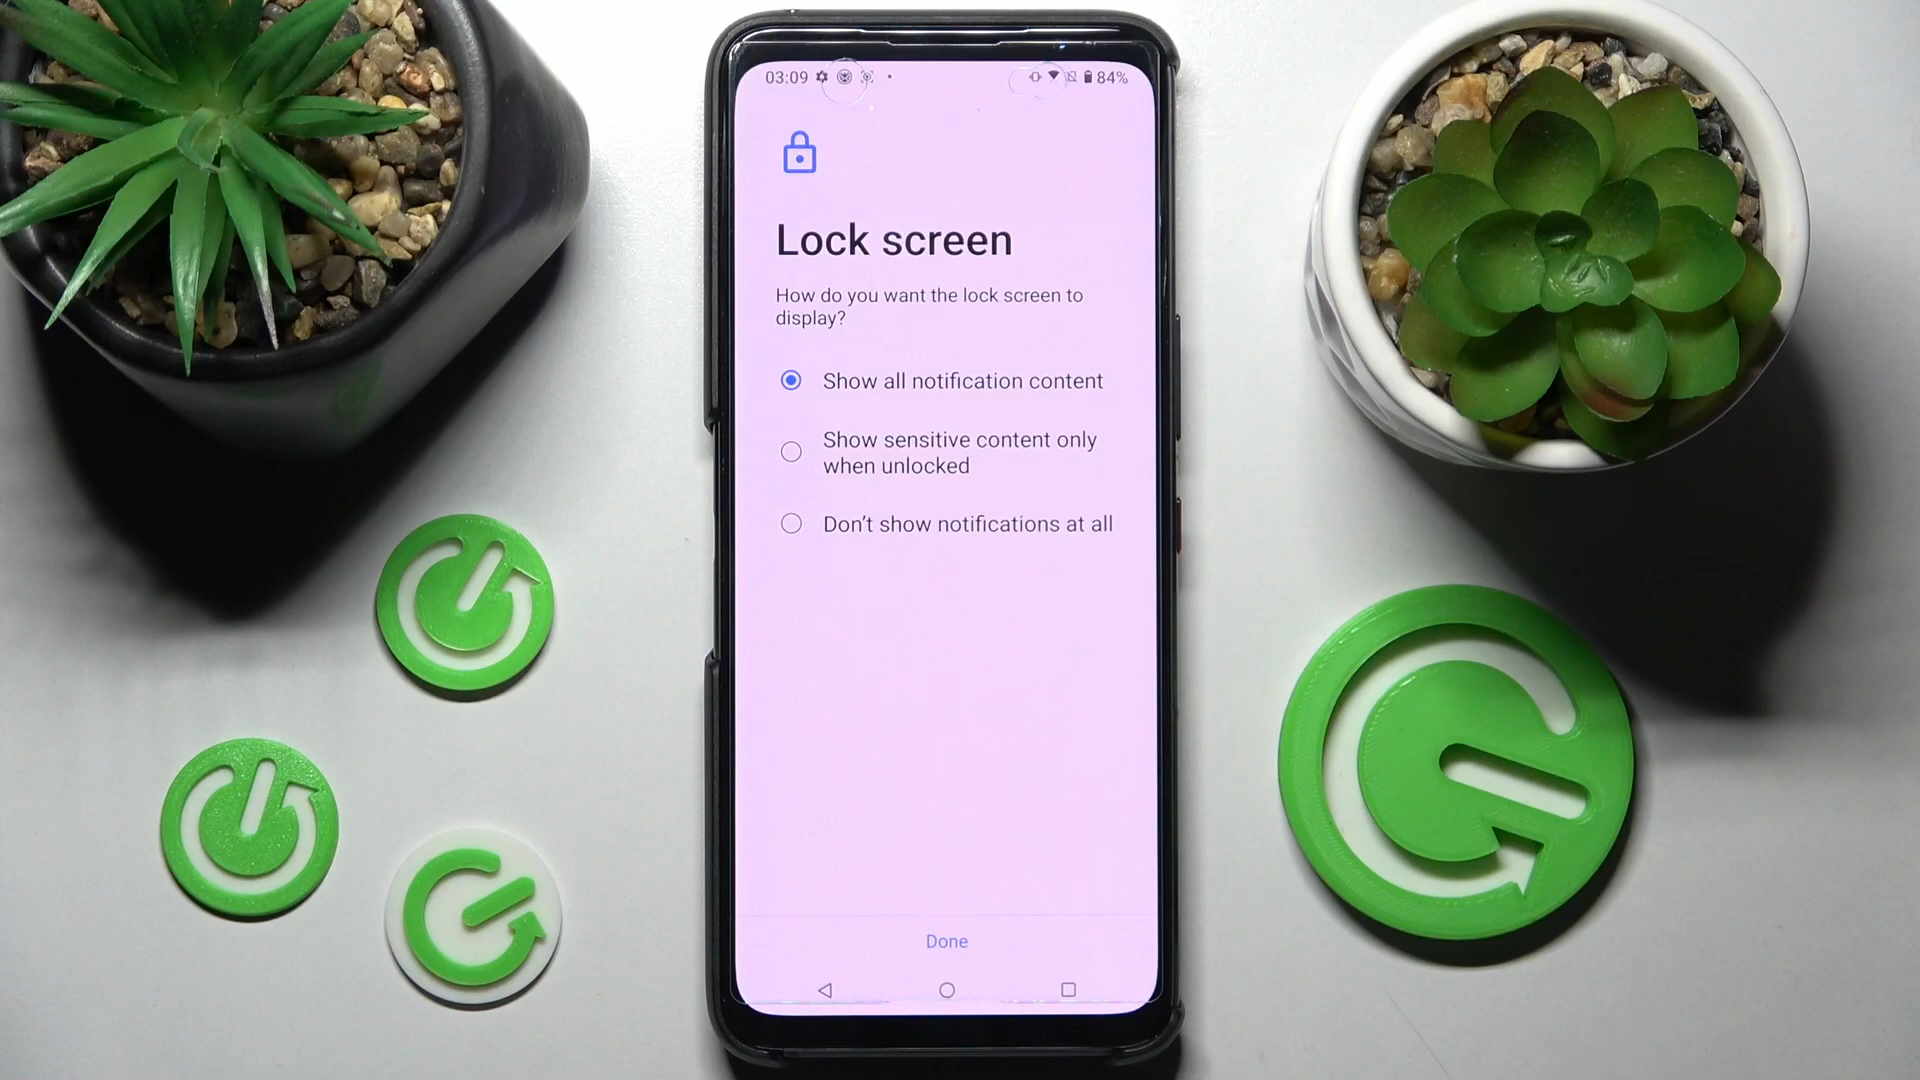 03:09 84%
Lock screen
How do you want the lock screen to
display?
Show all notification content
Show sensitive content only
when unlocked
Don’t show notifications at all
Done